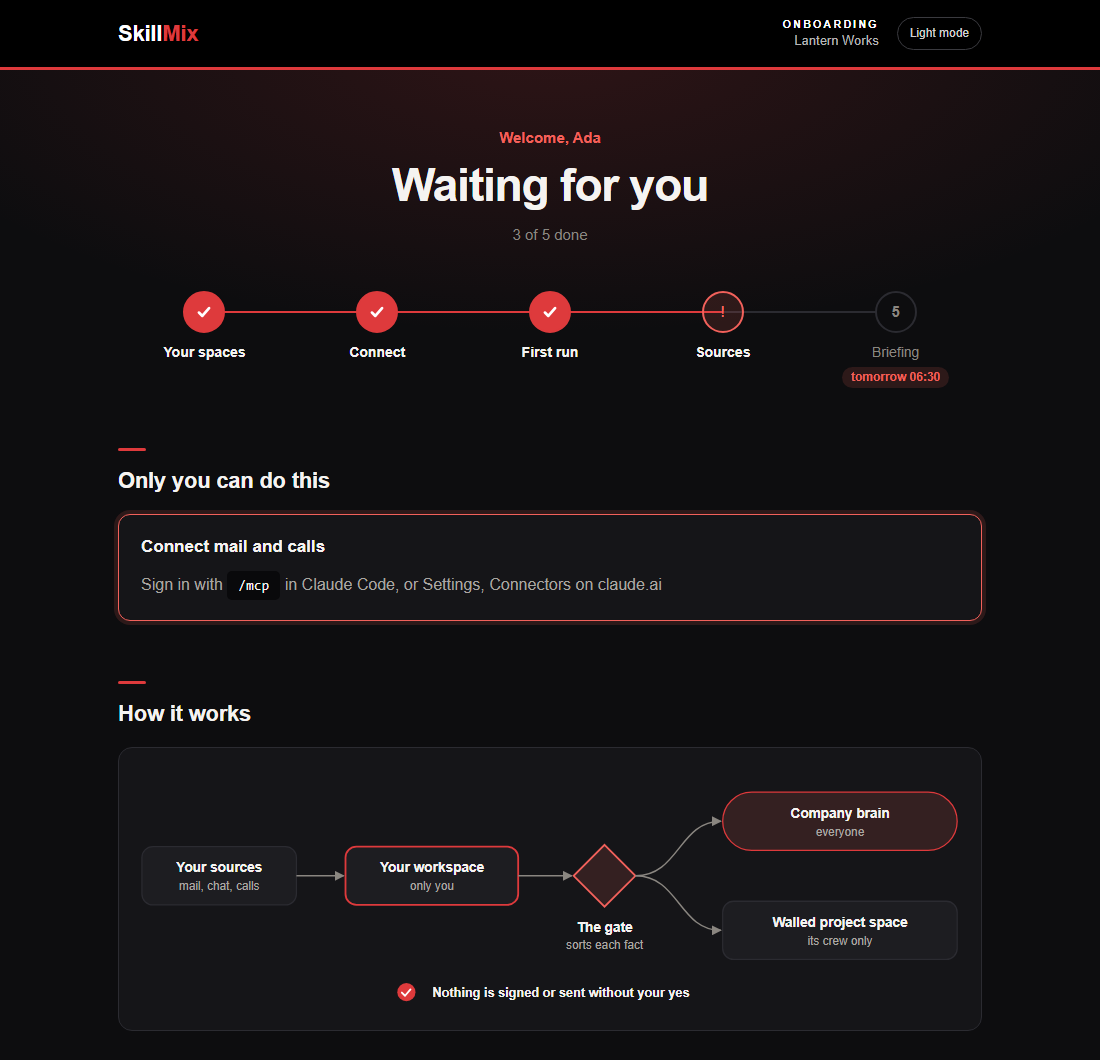 SkillMix
ONBOARDING
Lantern Works
Light mode
Welcome, Ada
Waiting for you
3 of 5 done
!
5
Your spaces
Connect
First run
Sources
Briefing
tomorrow 06:30
Only you can do this
Connect mail and calls
Sign in with /mcp in Claude Code, or Settings, Connectors on claude.ai
How it works
Your sources
mail, chat, calls
Your workspace
only you
The gate
sorts each fact
Company brain
everyone
Walled project space
its crew only
Nothing is signed or sent without your yes